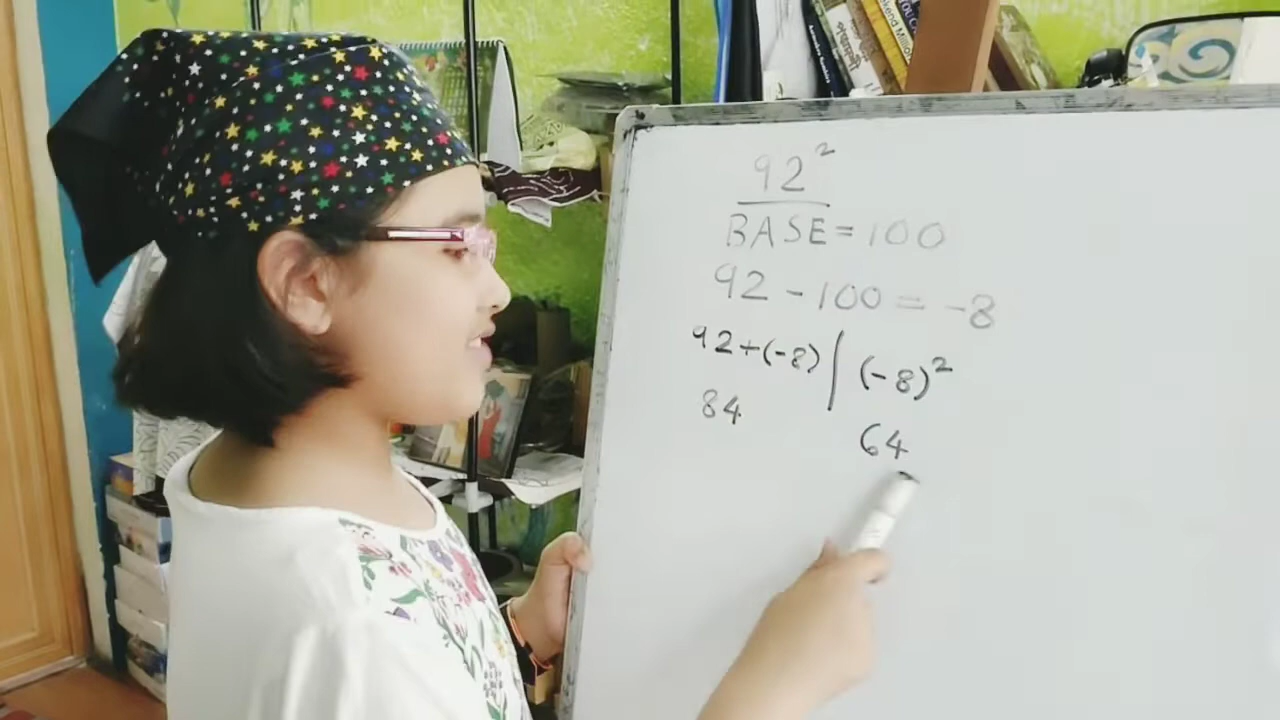 92²
BASE = 100
92 - 100 = -8
92+(-8) | (-8)²
84 64